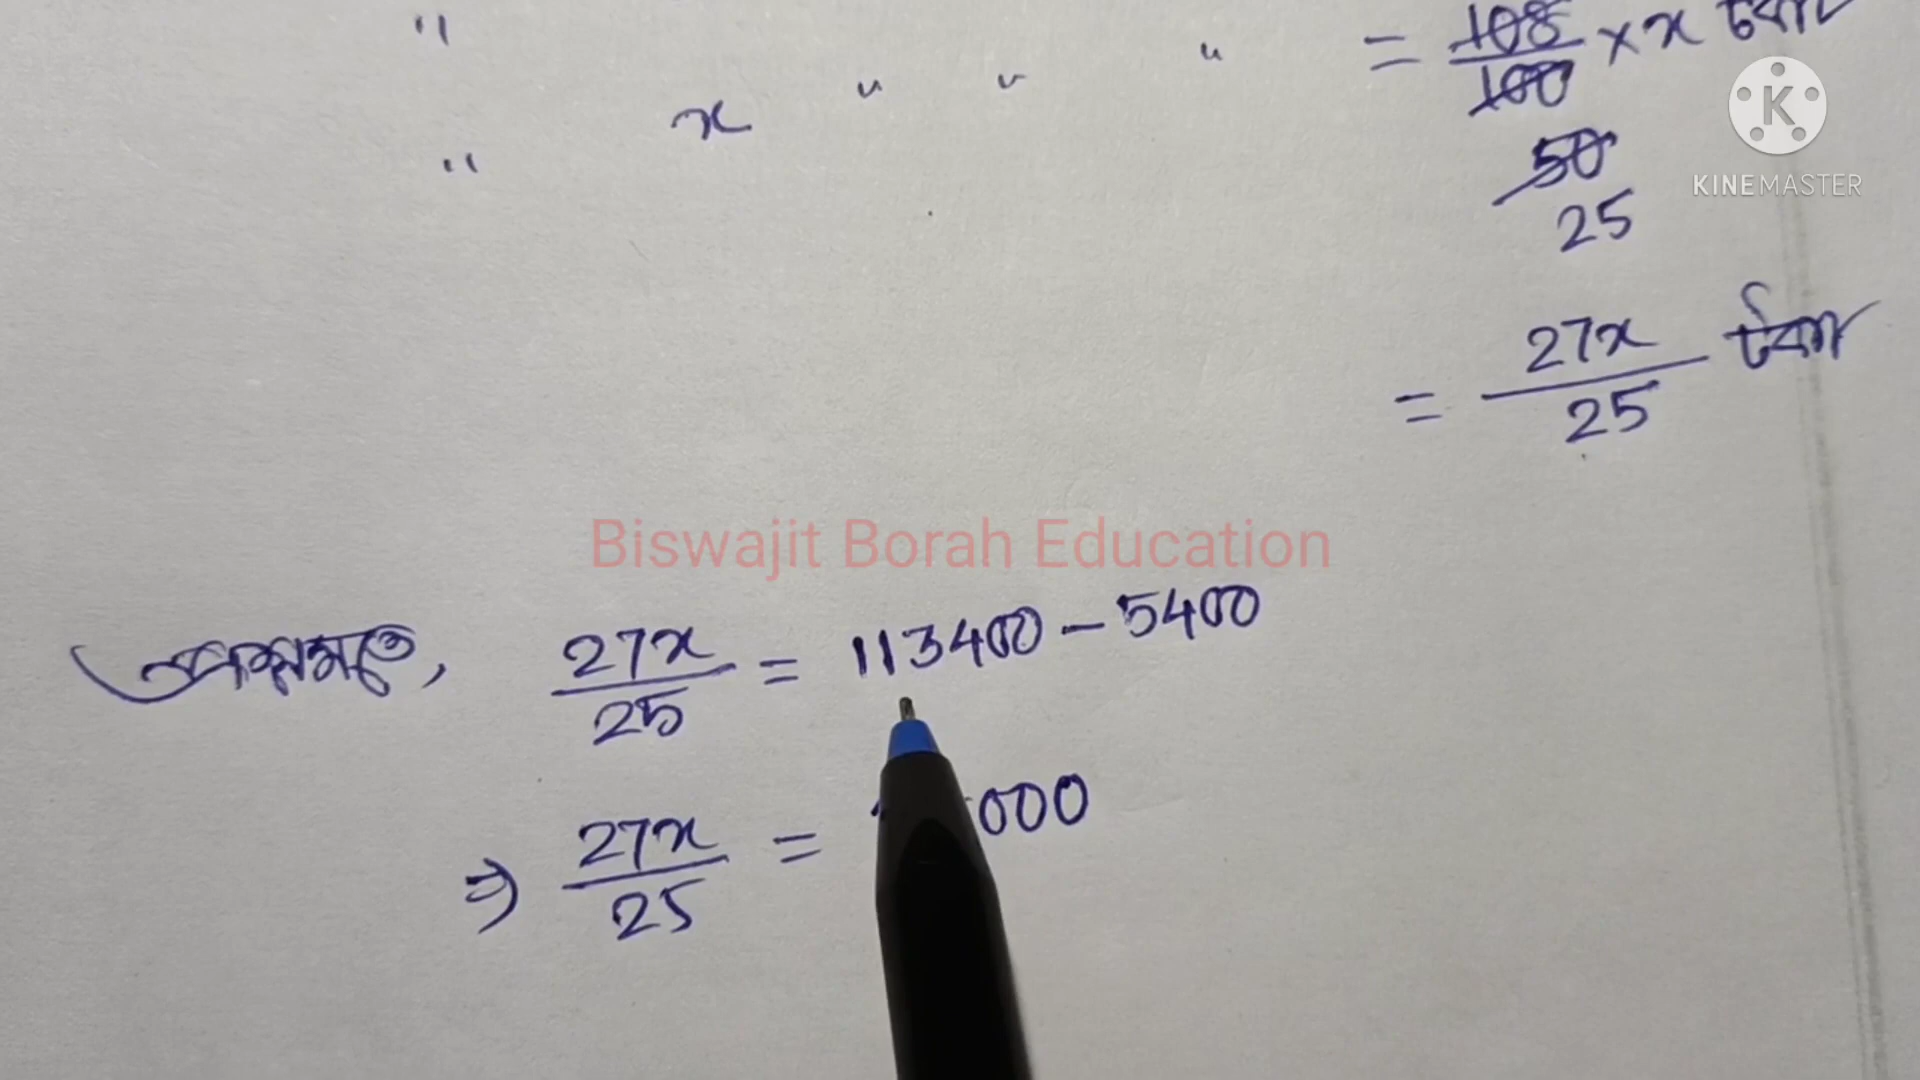 " = 108/100 × x টকা
" x " " "
50
25
= 27x/25 টকা
KINEMASTER
Biswajit Borah Education
প্ৰশ্নমতে, 27x/25 = 113400 - 5400
⇒ 27x/25 = 000